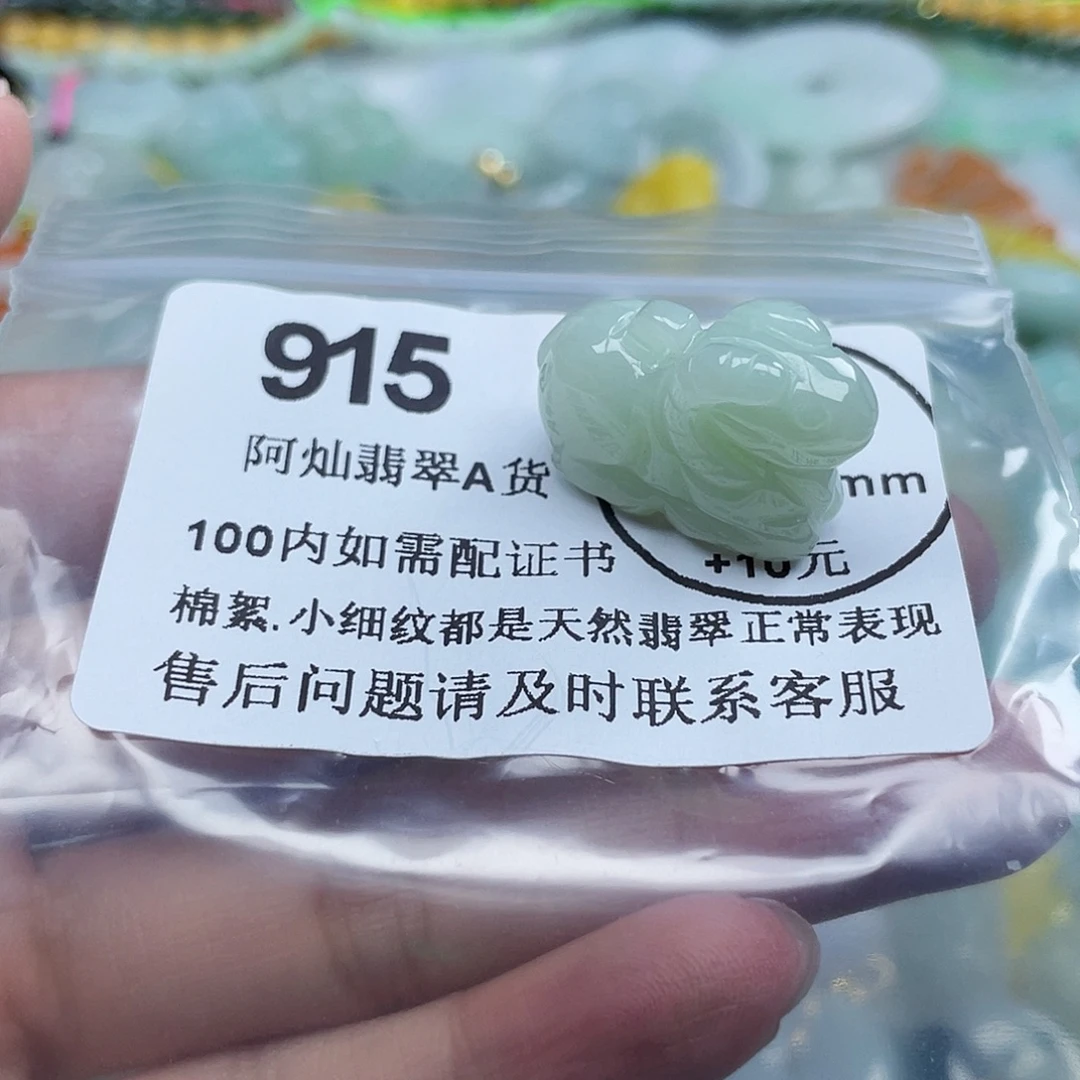 915
阿灿翡翠A货
mm
100内如需配证书 +10元
棉絮.小细纹都是天然翡翠正常表现
售后问题请及时联系客服